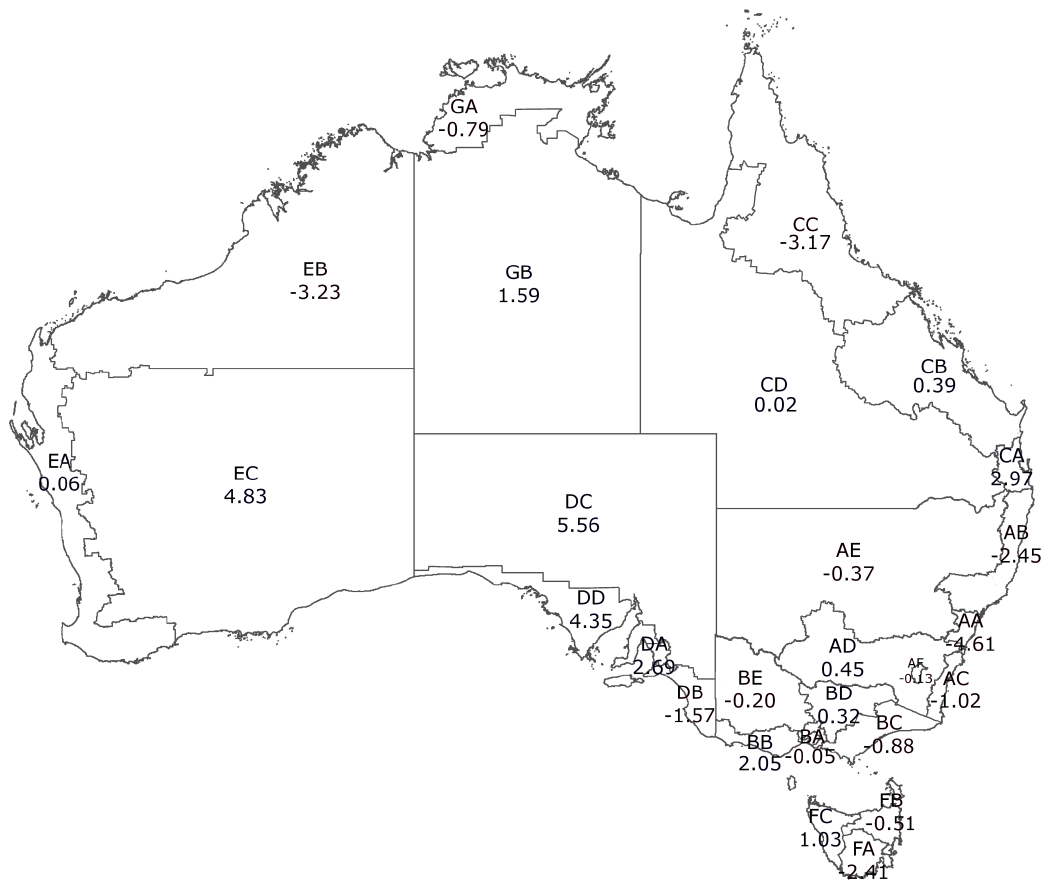 GA
-0.79
CC
-3.17
EB
-3.23
GB
1.59
CB
0.39
CD
0.02
EA
0.06
EC
4.83
CA
2.97
DC
5.56
AB
-2.45
AE
-0.37
DD
4.35
AA
-4.61
DA
2.69
AD
0.45
AF
-0.13
AC
-1.02
BE
-0.20
DB
-1.57
BD
0.32
BC
-0.88
BB
2.05
BA
-0.05
FB
-0.51
FC
1.03
FA
-2.41